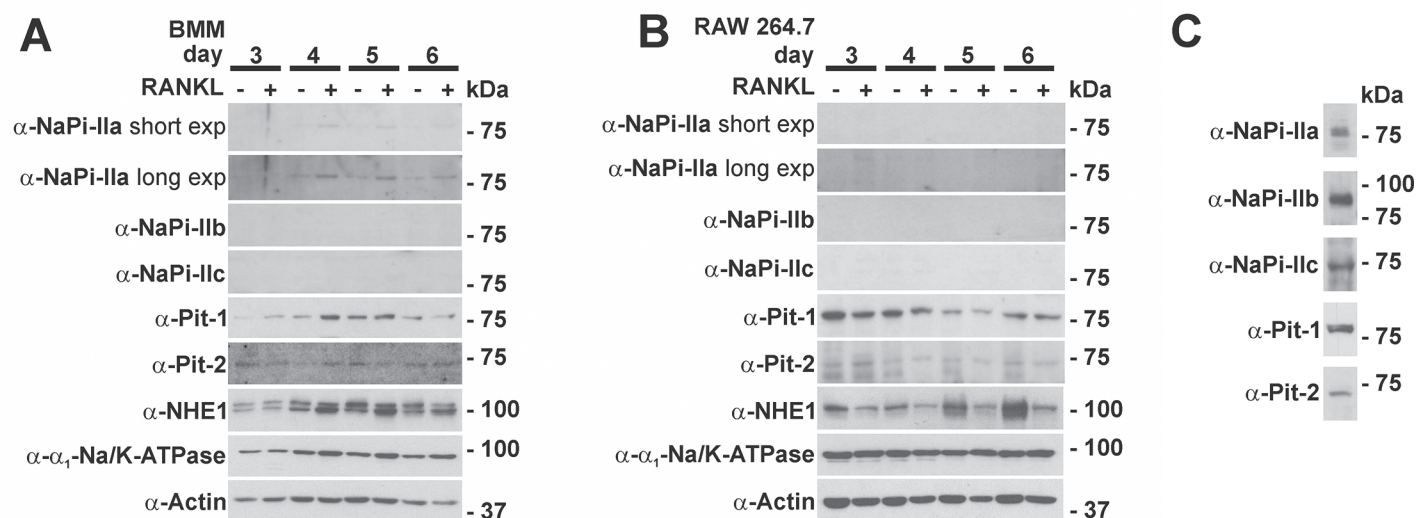 A
BMM
day 3 4 5 6
RANKL - + - + - + - + kDa
α-NaPi-IIa short exp - 75
α-NaPi-IIa long exp - 75
α-NaPi-IIb - 75
α-NaPi-IIc - 75
α-Pit-1 - 75
α-Pit-2 - 75
α-NHE1 - 100
α-α₁-Na/K-ATPase - 100
α-Actin - 37
B
RAW 264.7
day 3 4 5 6
RANKL - + - + - + - + kDa
α-NaPi-IIa short exp - 75
α-NaPi-IIa long exp - 75
α-NaPi-IIb - 75
α-NaPi-IIc - 75
α-Pit-1 - 75
α-Pit-2 - 75
α-NHE1 - 100
α-α₁-Na/K-ATPase - 100
α-Actin - 37
C
kDa
α-NaPi-IIa - 75
- 100
α-NaPi-IIb
- 75
α-NaPi-IIc - 75
α-Pit-1 - 75
α-Pit-2 - 75